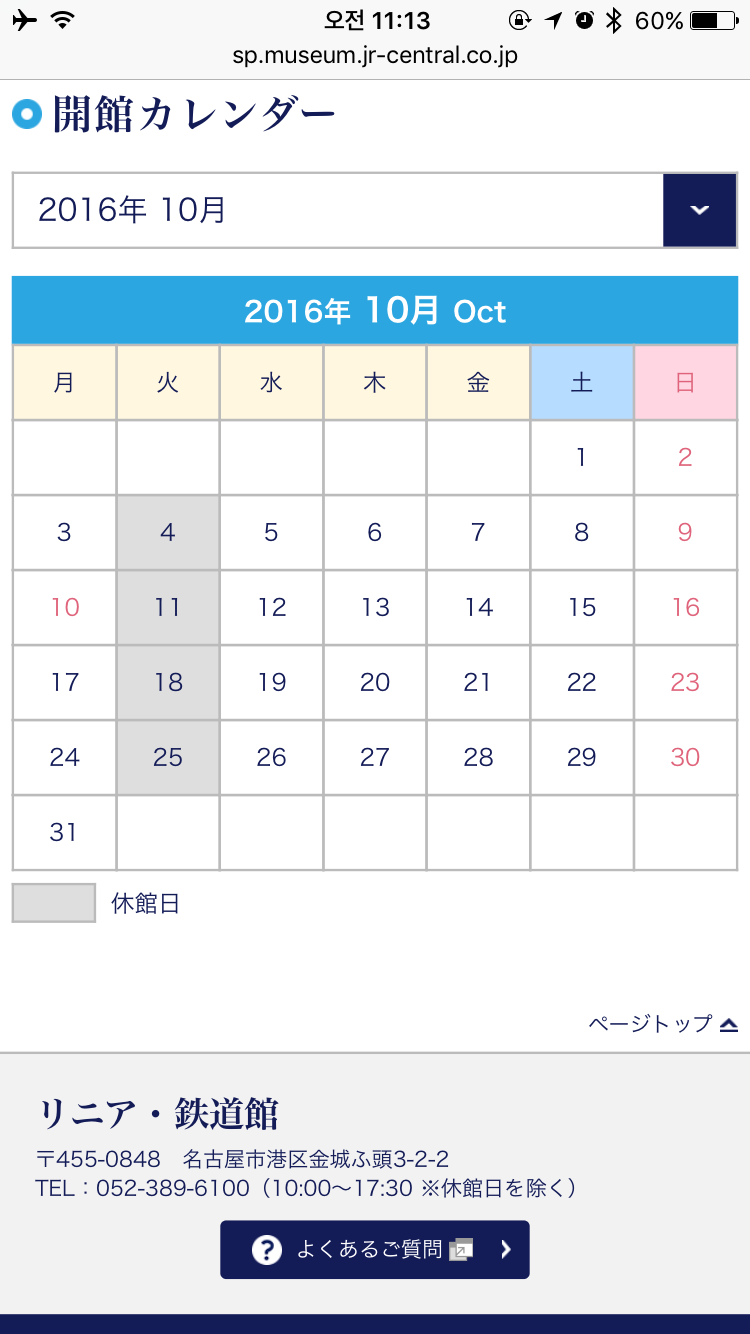 오전 11:13
60%
sp.museum.jr-central.co.jp
開館カレンダー
2016年 10月
2016年 10月 Oct
月 火 水 木 金 土 日
1 2
3 4 5 6 7 8 9
10 11 12 13 14 15 16
17 18 19 20 21 22 23
24 25 26 27 28 29 30
31
休館日
ページトップ
リニア・鉄道館
〒455-0848　名古屋市港区金城ふ頭3-2-2
TEL：052-389-6100（10:00〜17:30 ※休館日を除く）
? よくあるご質問